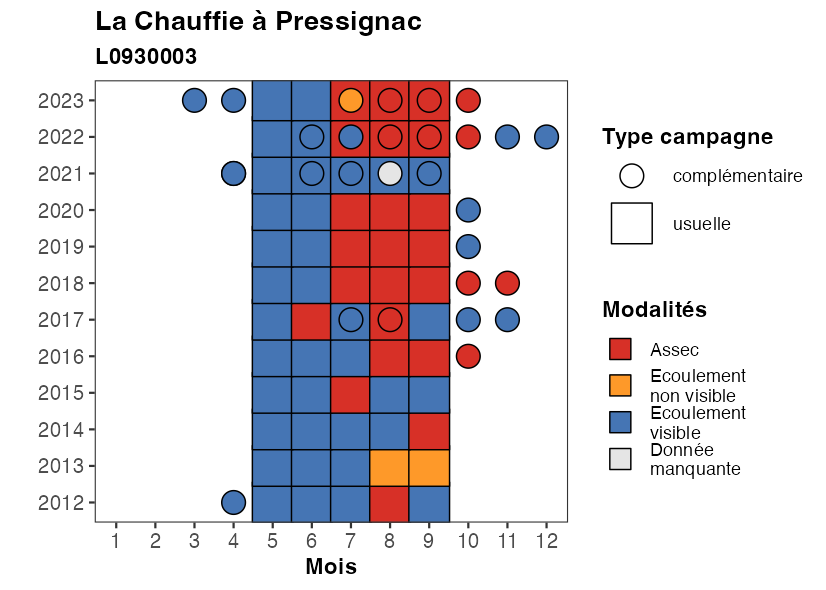 La Chauffie à Pressignac
L0930003
2023
2022
2021
2020
2019
2018
2017
2016
2015
2014
2013
2012
1 2 3 4 5 6 7 8 9 10 11 12
Mois
Type campagne
complémentaire
usuelle
Modalités
Assec
Ecoulement
non visible
Ecoulement
visible
Donnée
manquante